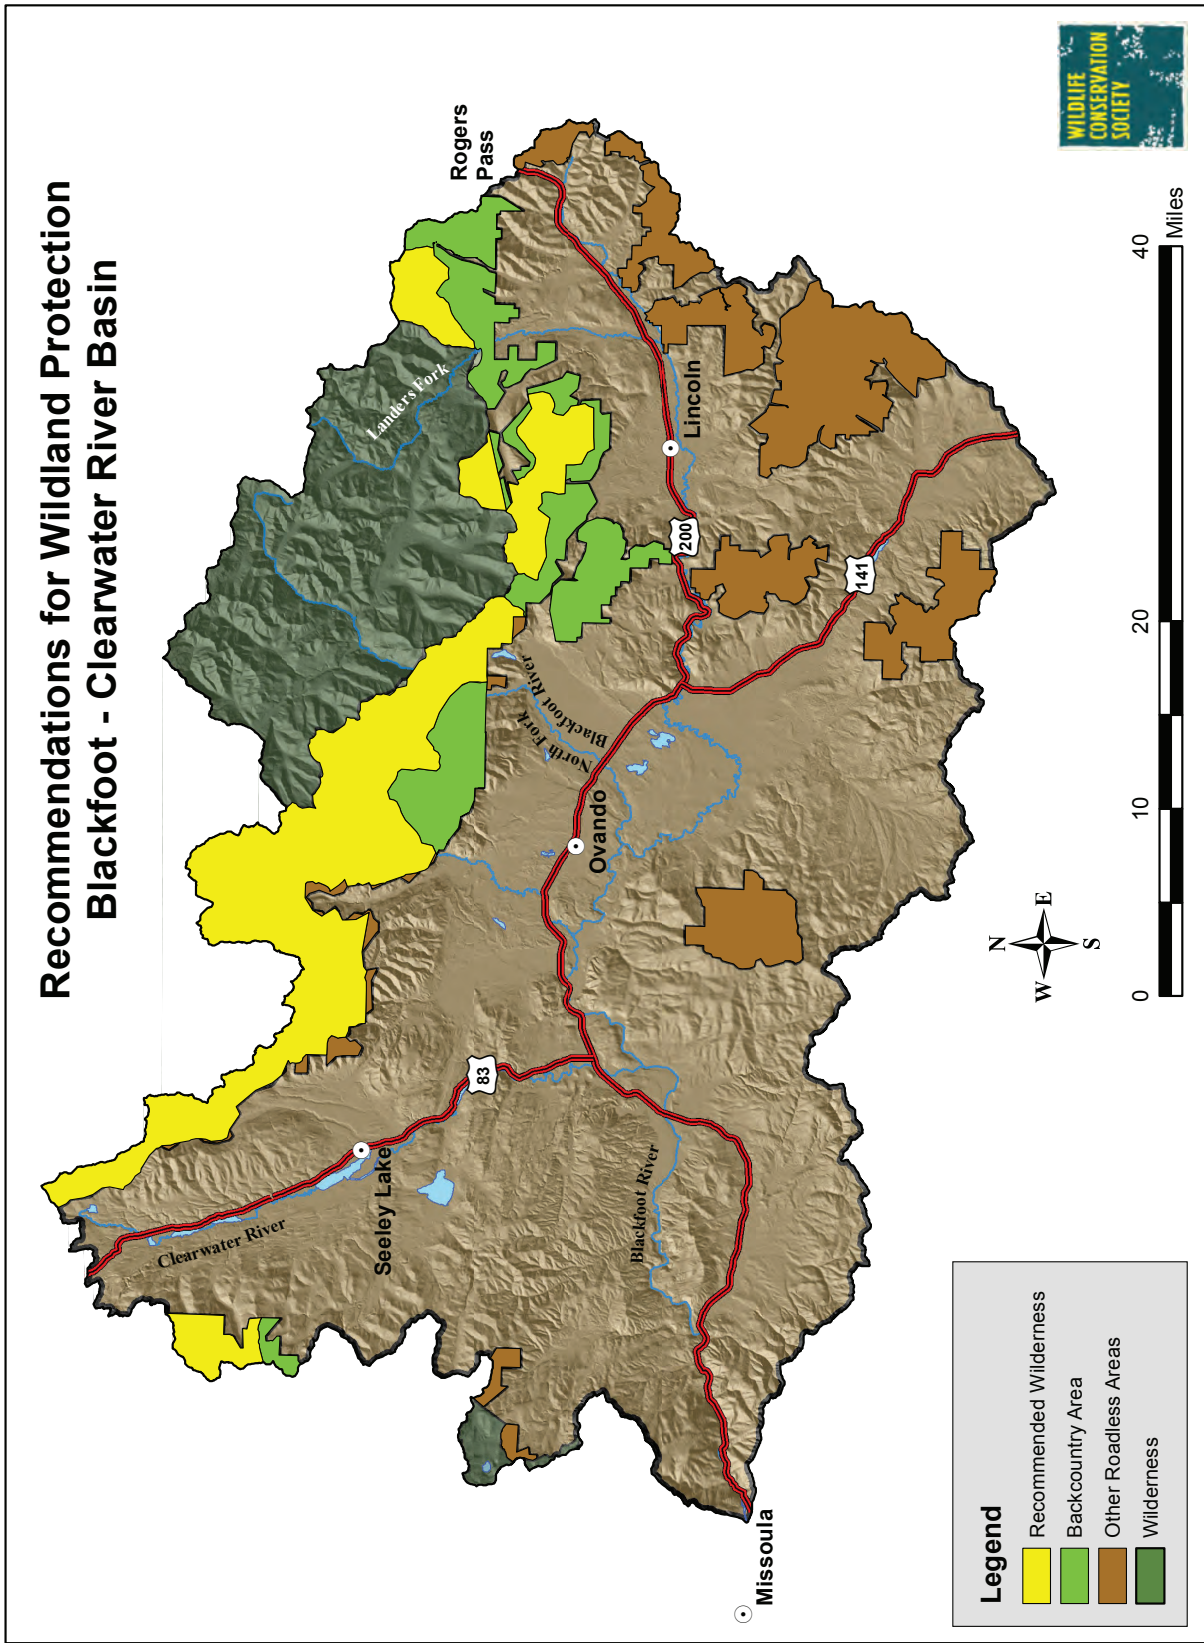 Recommendations for Wildland Protection
Blackfoot - Clearwater River Basin
WILDLIFE
CONSERVATION
SOCIETY
Rogers
Pass
Landers Fork
Lincoln
200
141
North Fork
Blackfoot River
Ovando
83
Seeley Lake
Clearwater River
Blackfoot River
Missoula
N
W
E
S
0
10
20
40
Miles
Legend
Recommended Wilderness
Backcountry Area
Other Roadless Areas
Wilderness